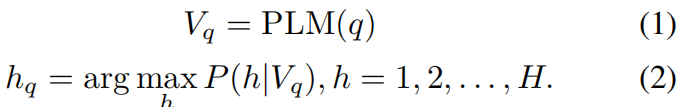 V_q = PLM(q) (1)
h_q = arg max_h P(h|V_q), h = 1, 2, . . . , H. (2)